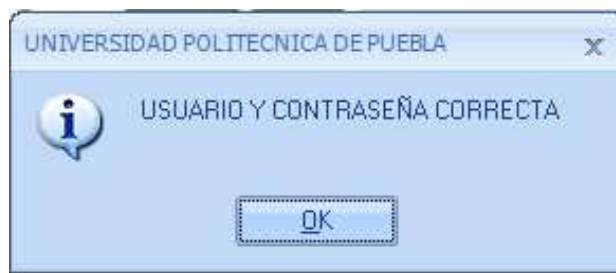 UNIVERSIDAD POLITECNICA DE PUEBLA
USUARIO Y CONTRASEÑA CORRECTA
OK